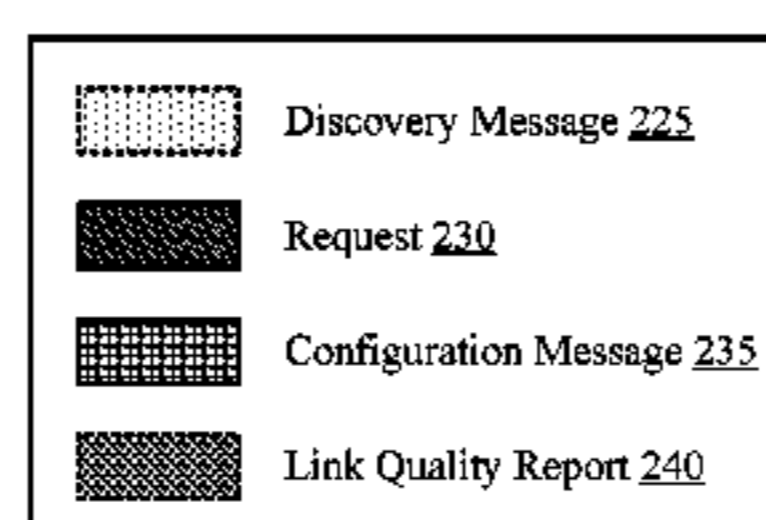 Discovery Message 225
Request 230
Configuration Message 235
Link Quality Report 240